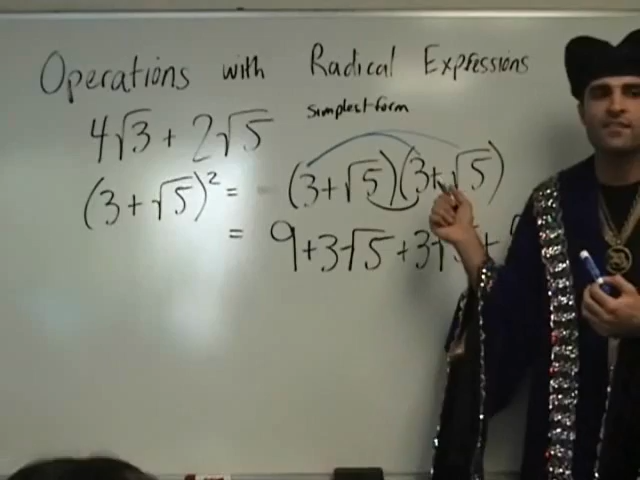 Operations with Radical Expressions
4√3 + 2√5 simplest form
(3 + √5)² = (3 + √5)(3 + √5)
= 9 + 3√5 + 3√5 +